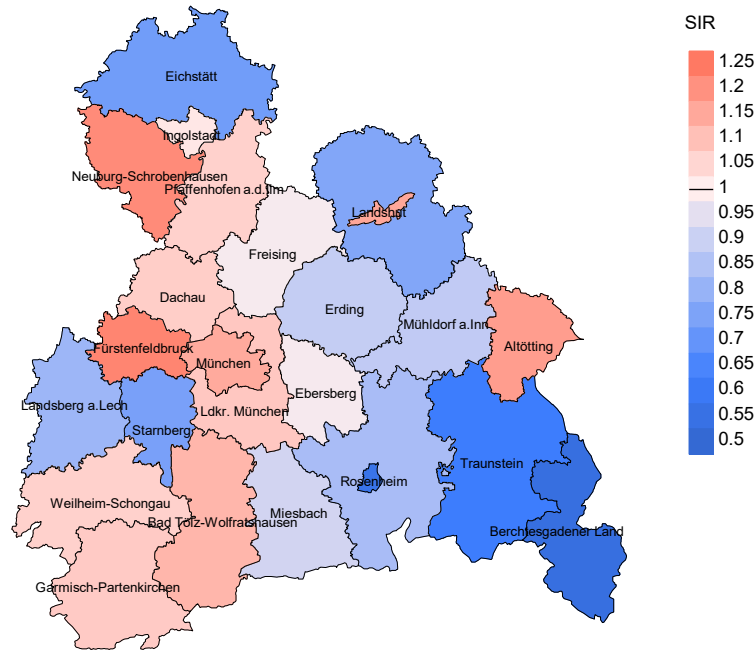 SIR
1.25
1.2
1.15
1.1
1.05
1
0.95
0.9
0.85
0.8
0.75
0.7
0.65
0.6
0.55
0.5
Eichstätt
Ingolstadt
Neuburg-Schrobenhausen
Pfaffenhofen a.d.Ilm
Landshst
Freising
Dachau
Erding
Mühldorf a.Inn
Fürstenfeldbruck
München
Altötting
Ebersberg
Landsberg a.Lech
Ldkr. München
Starnberg
Traunstein
Rosenheim
Weilheim-Schongau
Miesbach
Bad Tölz-Wolfratshausen
Berchtesgadener Land
Garmisch-Partenkirchen